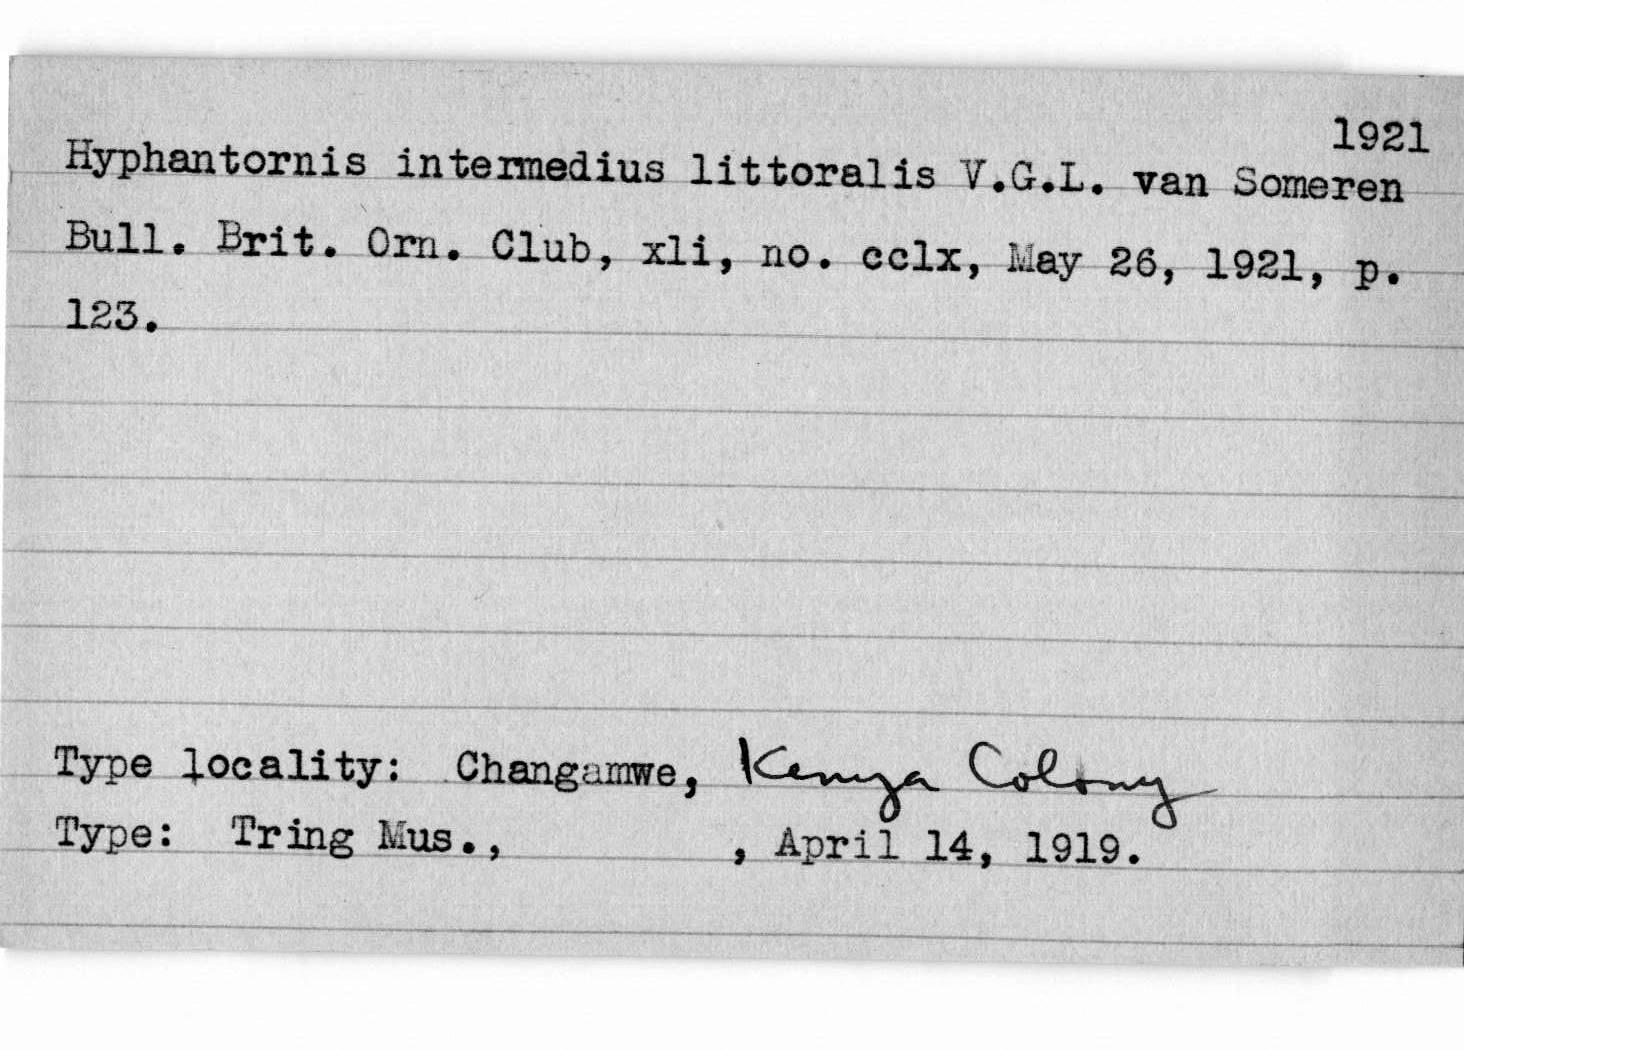 1921
Hyphantornis intermedius littoralis V.G.L. van Someren
Bull. Brit. Orn. Club, xli, no. cclx, May 26, 1921, p.
123.
Type locality: Changamwe, Kenya Colony
Type: Tring Mus., , April 14, 1919.